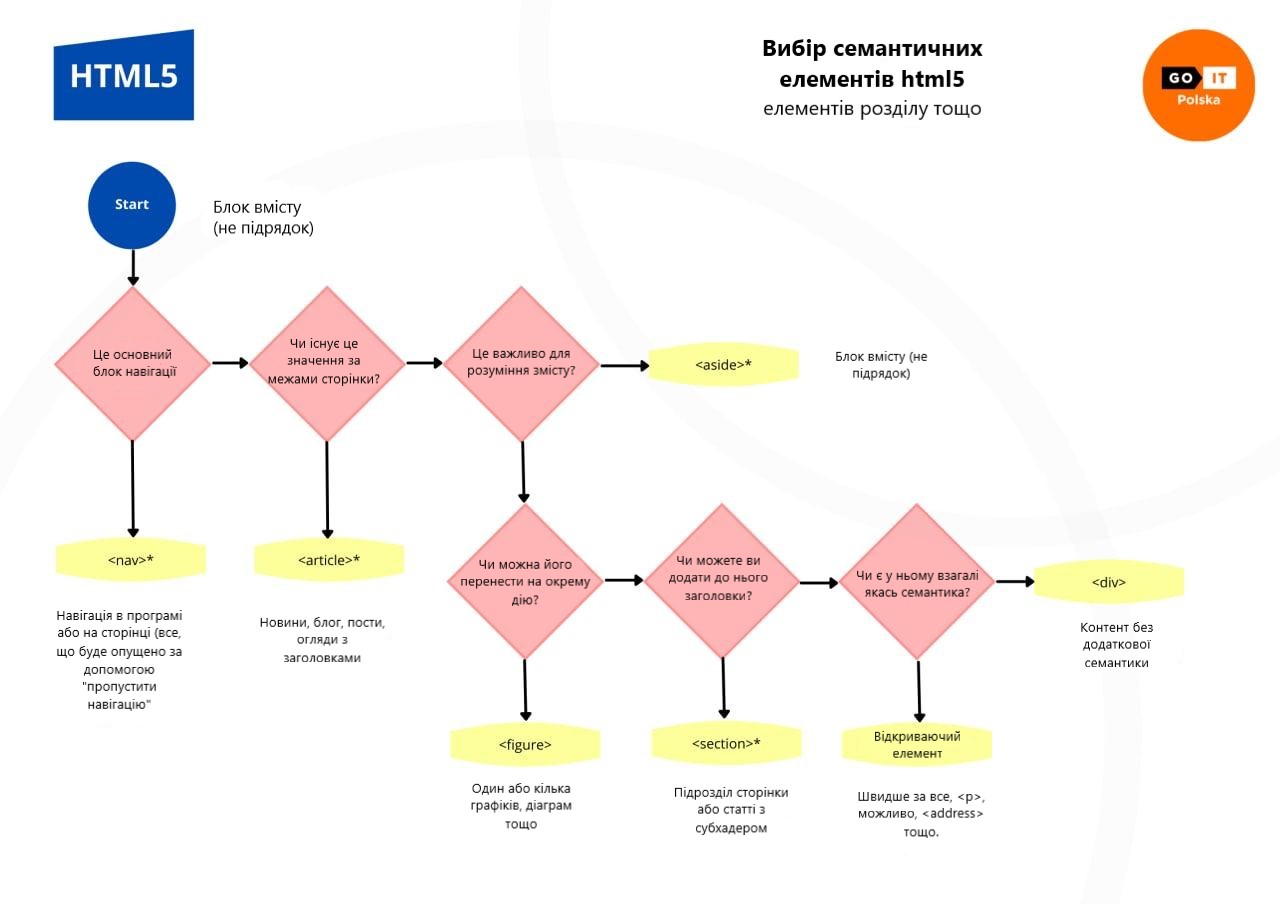 HTML5
Вибір семантичних
елементів html5
елементів розділу тощо
GO IT
Polska
Start
Блок вмісту
(не підрядок)
Це основний
блок навігації
Чи існує це
значення за
межами сторінки?
Це важливо для
розуміння змісту?
<aside>*
Блок вмісту (не
підрядок)
<nav>*
Навігація в програмі
або на сторінці (все,
що буде опущено за
допомогою
"пропустити
навігацію"
<article>*
Новини, блог, пости,
огляди з
заголовками
Чи можна його
перенести на окрему
дію?
Чи можете ви
додати до нього
заголовки?
Чи є у ньому взагалі
якась семантика?
<div>
Контент без
додаткової
семантики
<figure>
Один або кілька
графіків, діаграм
тощо
<section>*
Підрозділ сторінки
або статті з
субхадером
Відкриваючий
елемент
Швидше за все, <p>,
можливо, <address>
тощо.